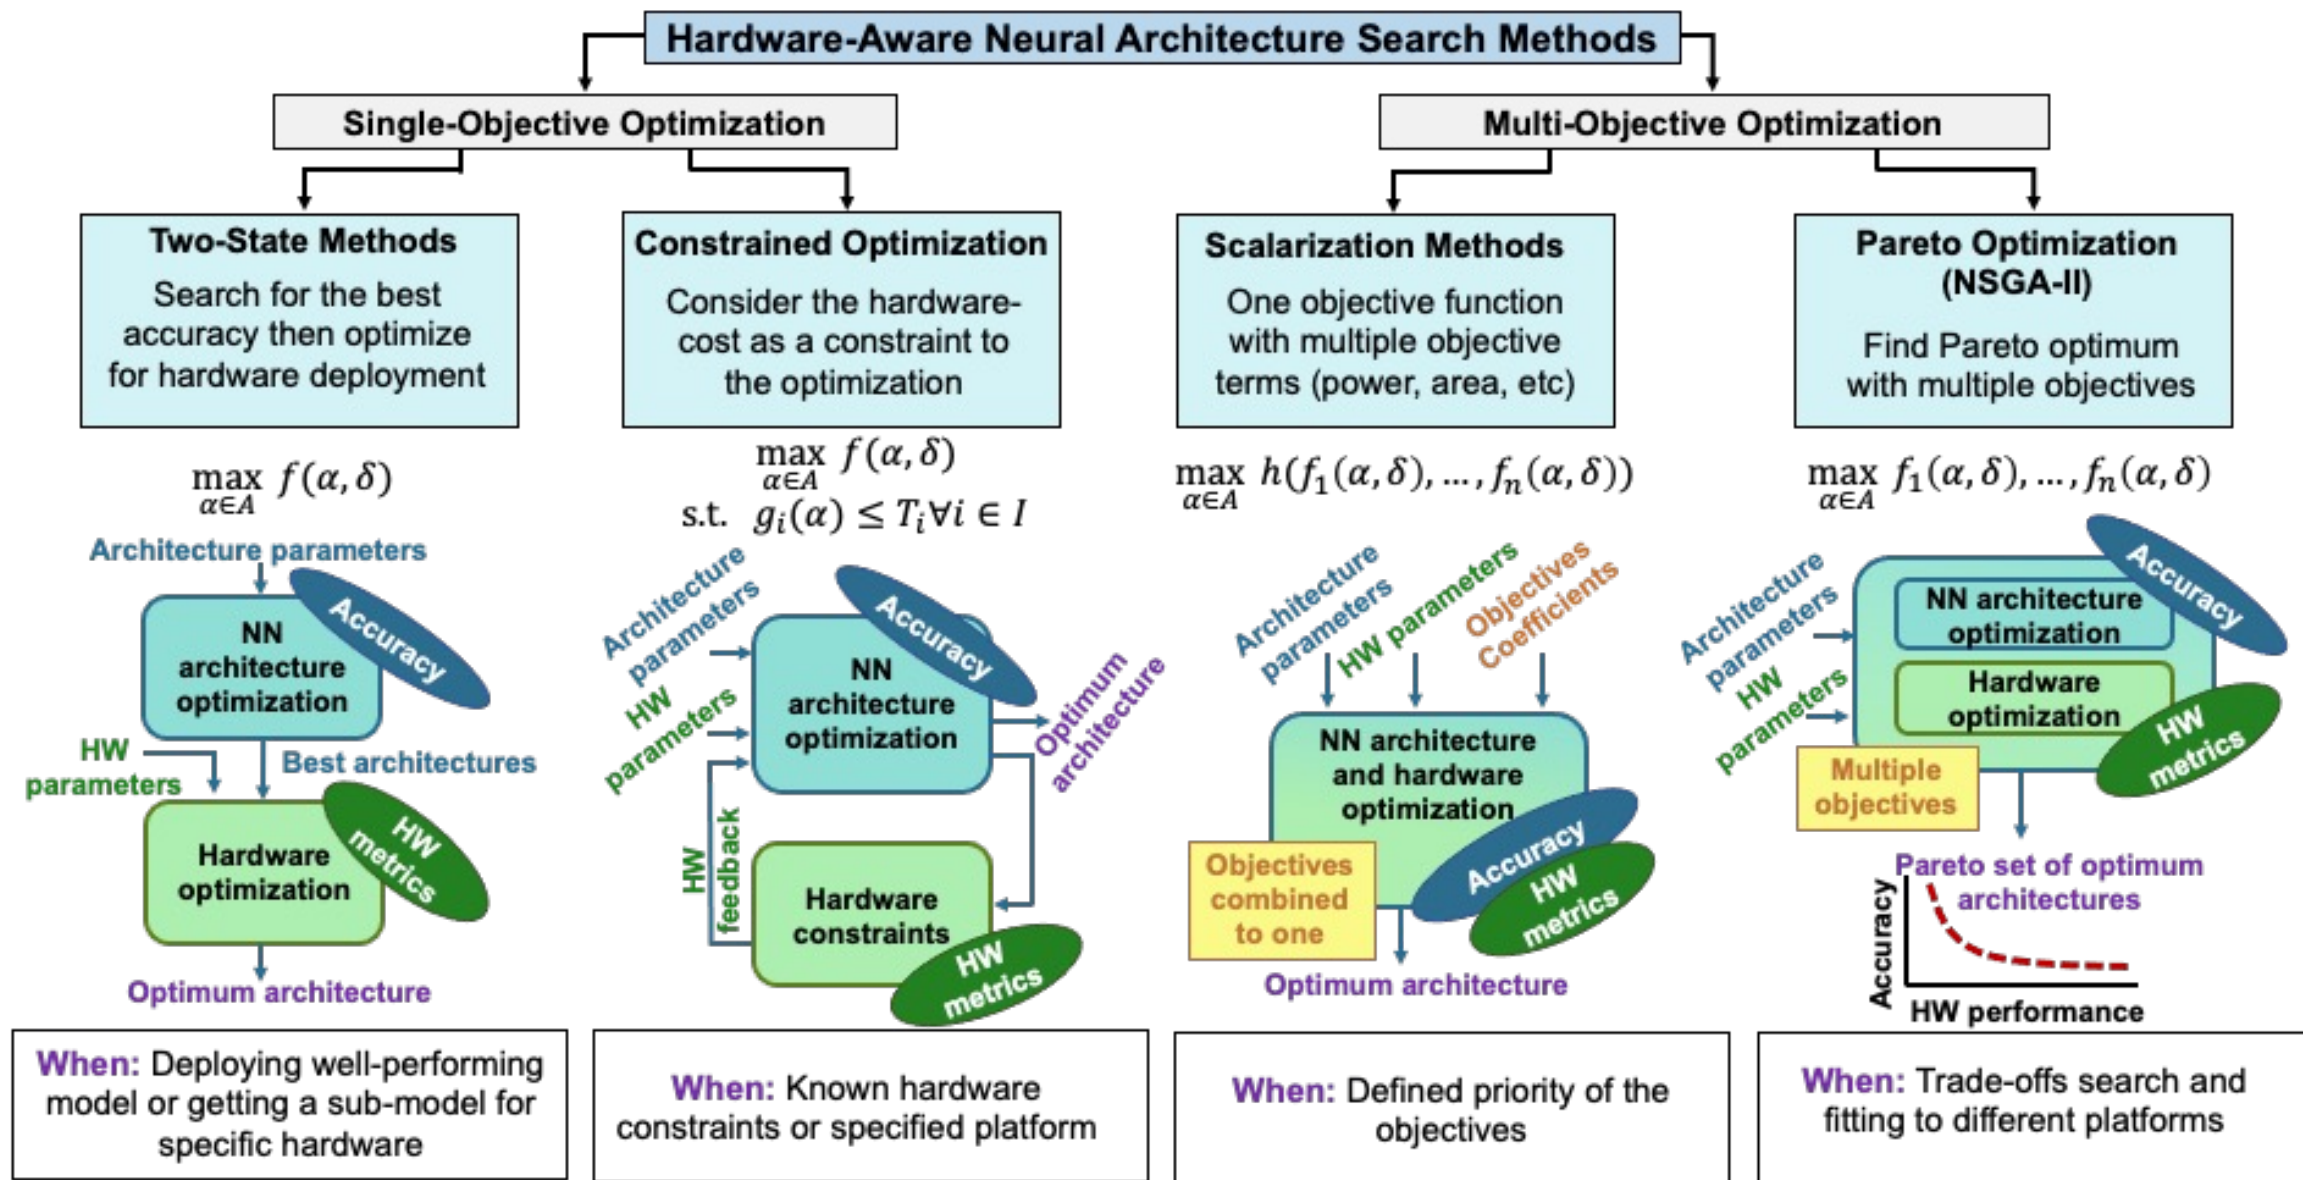 Hardware-Aware Neural Architecture Search Methods
Single-Objective Optimization
Multi-Objective Optimization
Two-State Methods
Search for the best
accuracy then optimize
for hardware deployment
Constrained Optimization
Consider the hardware-
cost as a constraint to
the optimization
Scalarization Methods
One objective function
with multiple objective
terms (power, area, etc)
Pareto Optimization
(NSGA-II)
Find Pareto optimum
with multiple objectives
max f(α, δ)
α∈A
max f(α, δ)
α∈A
s.t. gᵢ(α) ≤ Tᵢ∀i ∈ I
max h(f₁(α, δ), …, fₙ(α, δ))
α∈A
max f₁(α, δ), …, fₙ(α, δ)
α∈A
Architecture parameters
NN
architecture
optimization
Accuracy
HW
parameters
Best architectures
Hardware
optimization
HW
metrics
Optimum architecture
Architecture
parameters
HW
parameters
NN
architecture
optimization
Accuracy
Optimum
architecture
HW
feedback
Hardware
constraints
HW
metrics
Architecture
parameters
HW parameters
Objectives
Coefficients
NN architecture
and hardware
optimization
Accuracy
HW
metrics
Objectives
combined
to one
Optimum architecture
Architecture
parameters
HW
parameters
NN architecture
optimization
Hardware
optimization
Accuracy
HW
metrics
Multiple
objectives
Pareto set of optimum
architectures
Accuracy
HW performance
When: Deploying well-performing
model or getting a sub-model for
specific hardware
When: Known hardware
constraints or specified platform
When: Defined priority of the
objectives
When: Trade-offs search and
fitting to different platforms